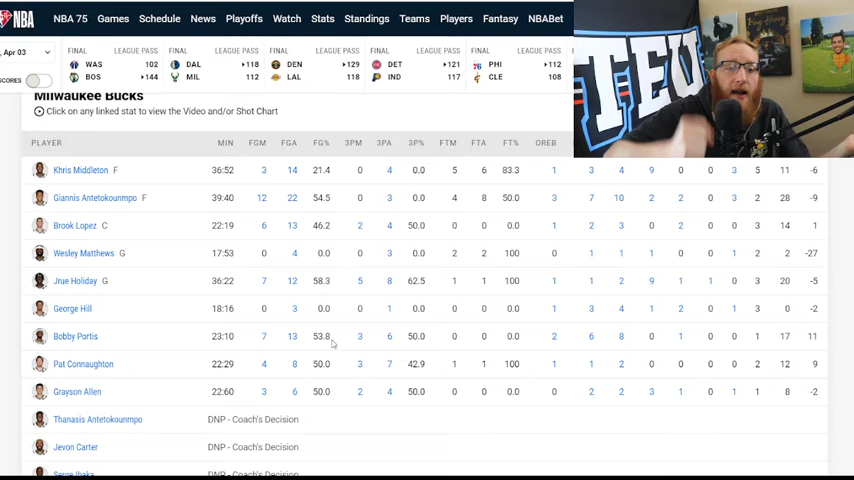 NBA NBA 75 Games Schedule News Playoffs Watch Stats Standings Teams Players Fantasy NBABet
, Apr 03 FINAL LEAGUE PASS FINAL LEAGUE PASS FINAL LEAGUE PASS FINAL LEAGUE PASS FINAL LEAGUE PASS
WAS 102 DAL 118 DEN 129 DET 121 PHI 112
SCORES BOS 144 MIL 112 LAL 118 IND 117 CLE 108
TEU
Milwaukee Bucks
Click on any linked stat to view the Video and/or Shot Chart
PLAYER MIN FGM FGA FG% 3PM 3PA 3P% FTM FTA FT% OREB
Khris Middleton F 36:52 3 14 21.4 0 4 0.0 5 6 83.3 1 3 4 9 0 0 3 5 11 -6
Giannis Antetokounmpo F 39:40 12 22 54.5 0 3 0.0 4 8 50.0 3 7 10 2 2 0 3 2 28 -9
Brook Lopez C 22:19 6 13 46.2 2 4 50.0 0 0 0.0 1 2 3 0 2 0 0 3 14 1
Wesley Matthews G 17:53 0 4 0.0 0 3 0.0 2 2 100 0 1 1 1 0 0 1 2 2 -27
Jrue Holiday G 36:22 7 12 58.3 5 8 62.5 1 1 100 1 1 2 9 1 1 0 3 20 -5
George Hill 18:16 0 3 0.0 0 1 0.0 0 0 0.0 1 3 4 1 2 0 1 3 0 -2
Bobby Portis 23:10 7 13 53.8 3 6 50.0 0 0 0.0 2 6 8 0 1 0 0 1 17 11
Pat Connaughton 22:29 4 8 50.0 3 7 42.9 1 1 100 1 1 2 0 0 0 0 2 12 9
Grayson Allen 22:60 3 6 50.0 2 4 50.0 0 0 0.0 0 2 2 3 1 0 1 1 8 -2
Thanasis Antetokounmpo DNP - Coach's Decision
Jevon Carter DNP - Coach's Decision
Serge Ibaka DNP - Coach's Decision